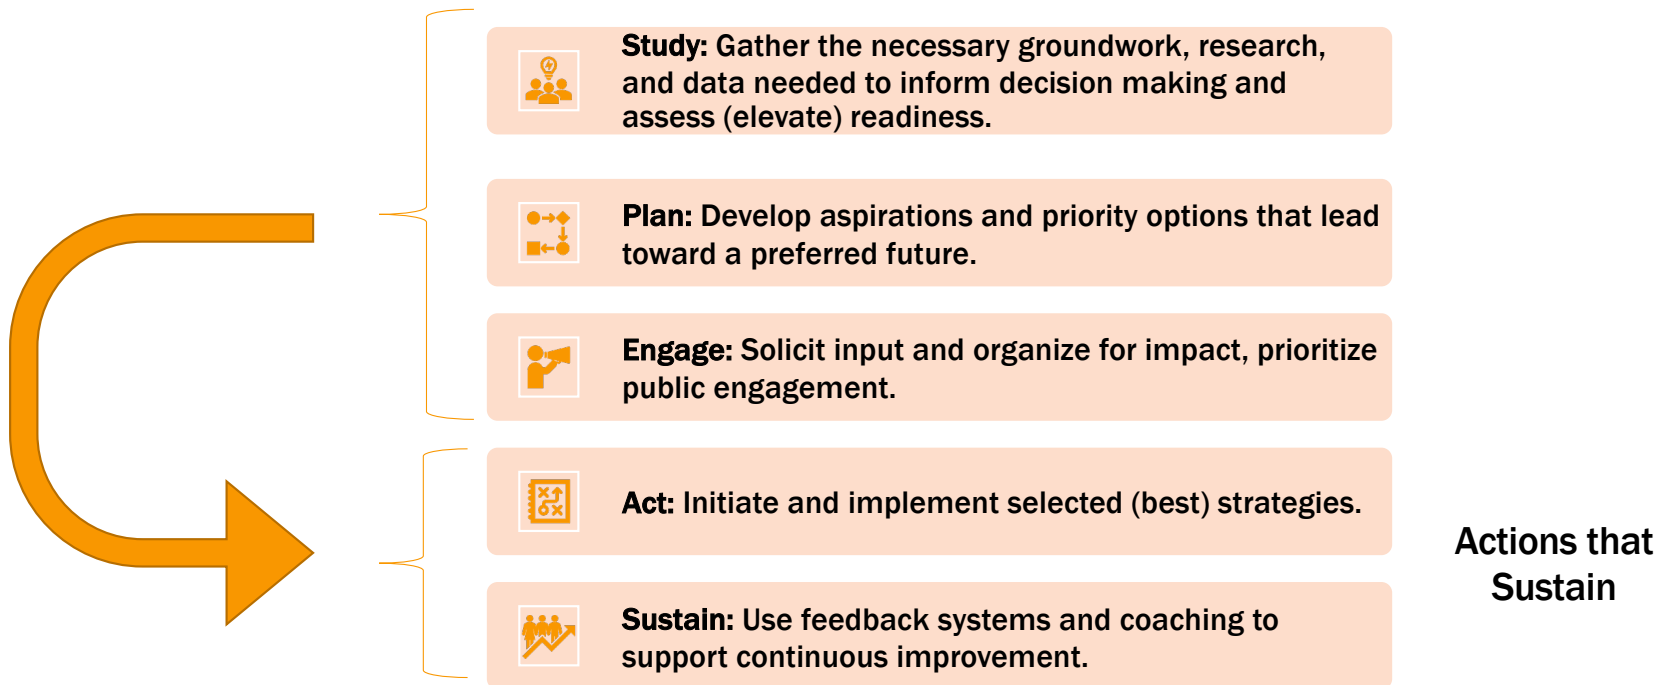 Study: Gather the necessary groundwork, research,
and data needed to inform decision making and
assess (elevate) readiness.
Plan: Develop aspirations and priority options that lead
toward a preferred future.
Engage: Solicit input and organize for impact, prioritize
public engagement.
Act: Initiate and implement selected (best) strategies.
Actions that
Sustain
Sustain: Use feedback systems and coaching to
support continuous improvement.